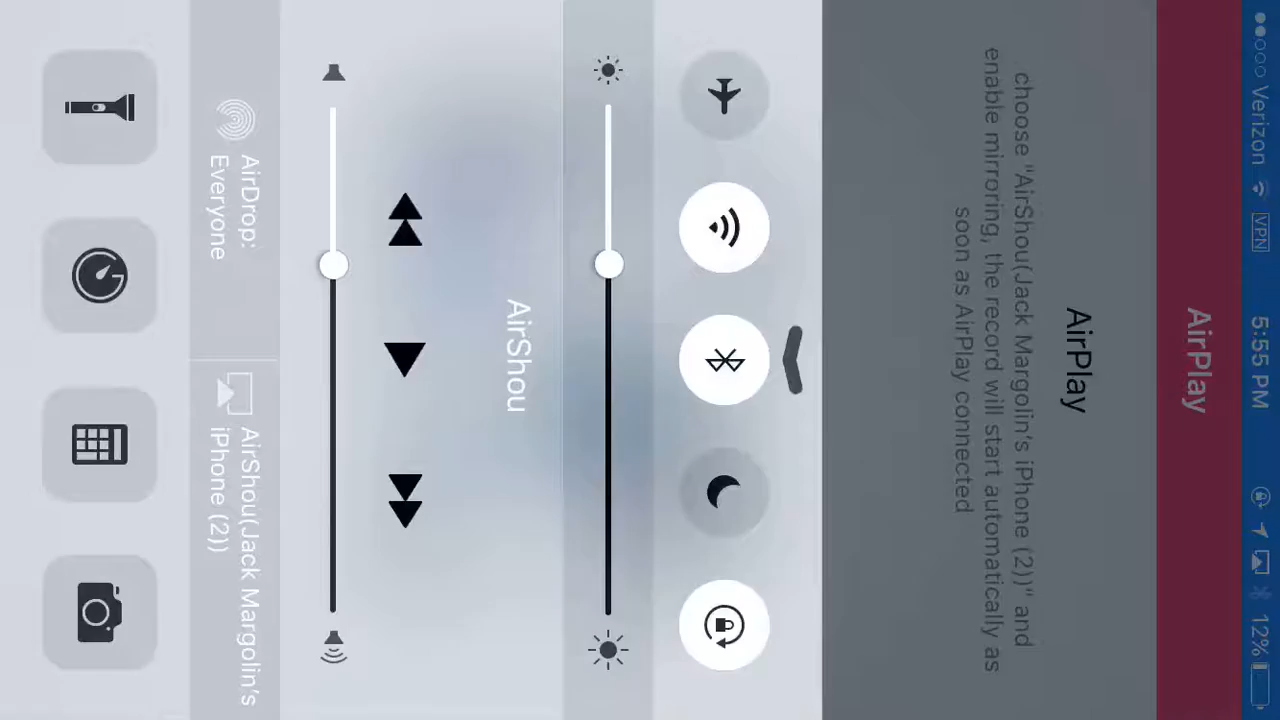 Verizon VPN 5:55 PM 12%
AirPlay
AirPlay
choose "AirShou(Jack Margolin's iPhone (2))" and
enable mirroring, the record will start automatically as
soon as AirPlay connected
AirShou
AirDrop:
Everyone
AirShou(Jack Margolin's
iPhone (2))